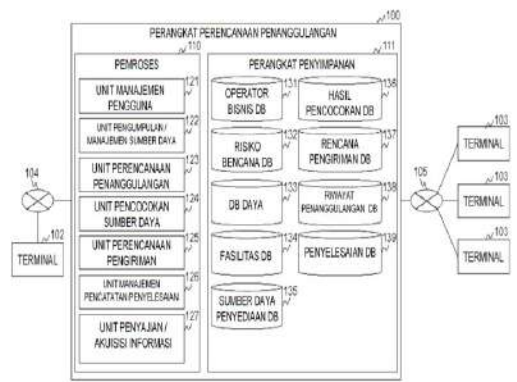 100
PERANGKAT PERENCANAAN PENANGGULANGAN
110
111
PEMROSES
PERANGKAT PENYIMPANAN
121
UNIT MANAJEMEN
PENGGUNA
122
UNIT PENGUMPULAN /
MANAJEMEN SUMBER DAYA
123
UNIT PERENCANAAN
PENANGGULANGAN
124
UNIT PENCOCOKAN
SUMBER DAYA
125
UNIT PERENCANAAN
PENGIRIMAN
126
UNIT MANAJEMEN
PENCATATAN PENYELESAIAN
127
UNIT PENYAJIAN /
AKUISISI INFORMASI
131
OPERATOR
BISNIS DB
136
HASIL
PENCOCOKAN DB
132
RISIKO
BENCANA DB
137
RENCANA
PENGIRIMAN DB
133
DB DAYA
138
RIWAYAT
PENANGGULANGAN DB
134
FASILITAS DB
139
PENYELESAIAN DB
135
SUMBER DAYA
PENYEDIAAN DB
104
102
TERMINAL
105
103
TERMINAL
103
TERMINAL
103
TERMINAL